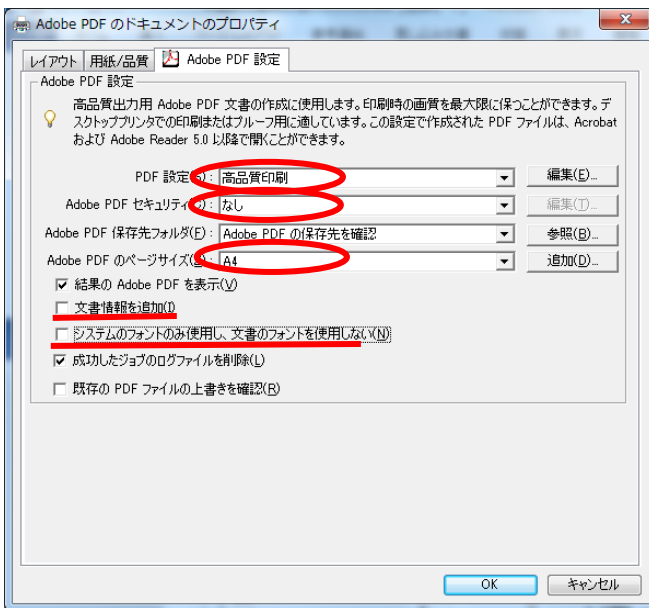 Adobe PDF のドキュメントのプロパティ
レイアウト 用紙/品質 Adobe PDF 設定
Adobe PDF 設定
高品質出力用 Adobe PDF 文書の作成に使用します。印刷時の画質を最大限に保つことができます。デ
スクトッププリンタでの印刷またはプルーフ用に適しています。この設定で作成された PDF ファイルは、Acrobat
および Adobe Reader 5.0 以降で開くことができます。
PDF 設定(S): 高品質印刷 編集(E)...
Adobe PDF セキュリティ: なし 編集(T)...
Adobe PDF 保存先フォルダ(F): Adobe PDF の保存先を確認 参照(B)...
Adobe PDF のページサイズ: A4 追加(D)...
結果の Adobe PDF を表示(V)
文書情報を追加(I)
システムのフォントのみ使用し、文書のフォントを使用しない(N)
成功したジョブのログファイルを削除(L)
既存の PDF ファイルの上書きを確認(R)
OK キャンセル